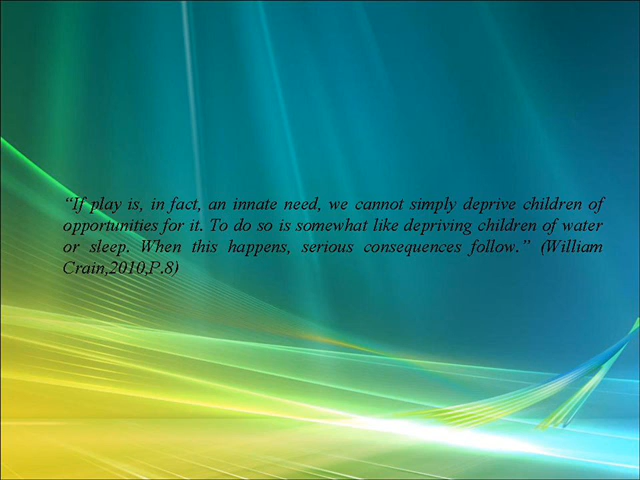 “If play is, in fact, an innate need, we cannot simply deprive children of
opportunities for it. To do so is somewhat like depriving children of water
or sleep. When this happens, serious consequences follow.” (William
Crain,2010,P.8)